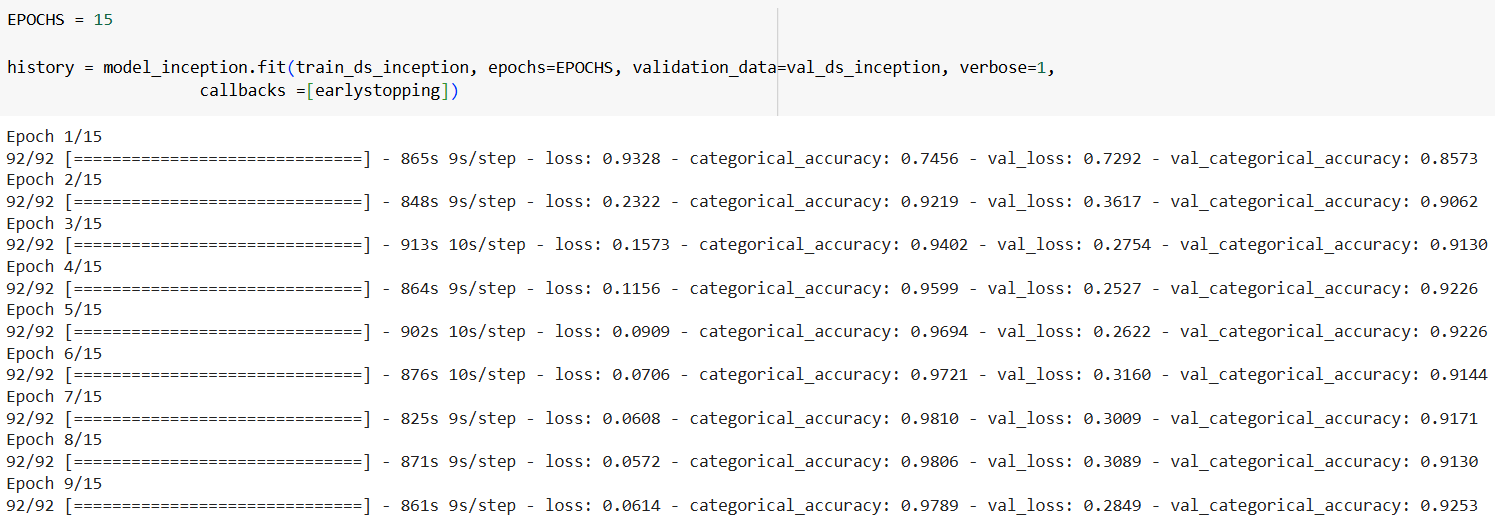 EPOCHS = 15
history = model_inception.fit(train_ds_inception, epochs=EPOCHS, validation_data=val_ds_inception, verbose=1,
callbacks =[earlystopping])
Epoch 1/15
92/92 [==============================] - 865s 9s/step - loss: 0.9328 - categorical_accuracy: 0.7456 - val_loss: 0.7292 - val_categorical_accuracy: 0.8573
Epoch 2/15
92/92 [==============================] - 848s 9s/step - loss: 0.2322 - categorical_accuracy: 0.9219 - val_loss: 0.3617 - val_categorical_accuracy: 0.9062
Epoch 3/15
92/92 [==============================] - 913s 10s/step - loss: 0.1573 - categorical_accuracy: 0.9402 - val_loss: 0.2754 - val_categorical_accuracy: 0.9130
Epoch 4/15
92/92 [==============================] - 864s 9s/step - loss: 0.1156 - categorical_accuracy: 0.9599 - val_loss: 0.2527 - val_categorical_accuracy: 0.9226
Epoch 5/15
92/92 [==============================] - 902s 10s/step - loss: 0.0909 - categorical_accuracy: 0.9694 - val_loss: 0.2622 - val_categorical_accuracy: 0.9226
Epoch 6/15
92/92 [==============================] - 876s 10s/step - loss: 0.0706 - categorical_accuracy: 0.9721 - val_loss: 0.3160 - val_categorical_accuracy: 0.9144
Epoch 7/15
92/92 [==============================] - 825s 9s/step - loss: 0.0608 - categorical_accuracy: 0.9810 - val_loss: 0.3009 - val_categorical_accuracy: 0.9171
Epoch 8/15
92/92 [==============================] - 871s 9s/step - loss: 0.0572 - categorical_accuracy: 0.9806 - val_loss: 0.3089 - val_categorical_accuracy: 0.9130
Epoch 9/15
92/92 [==============================] - 861s 9s/step - loss: 0.0614 - categorical_accuracy: 0.9789 - val_loss: 0.2849 - val_categorical_accuracy: 0.9253